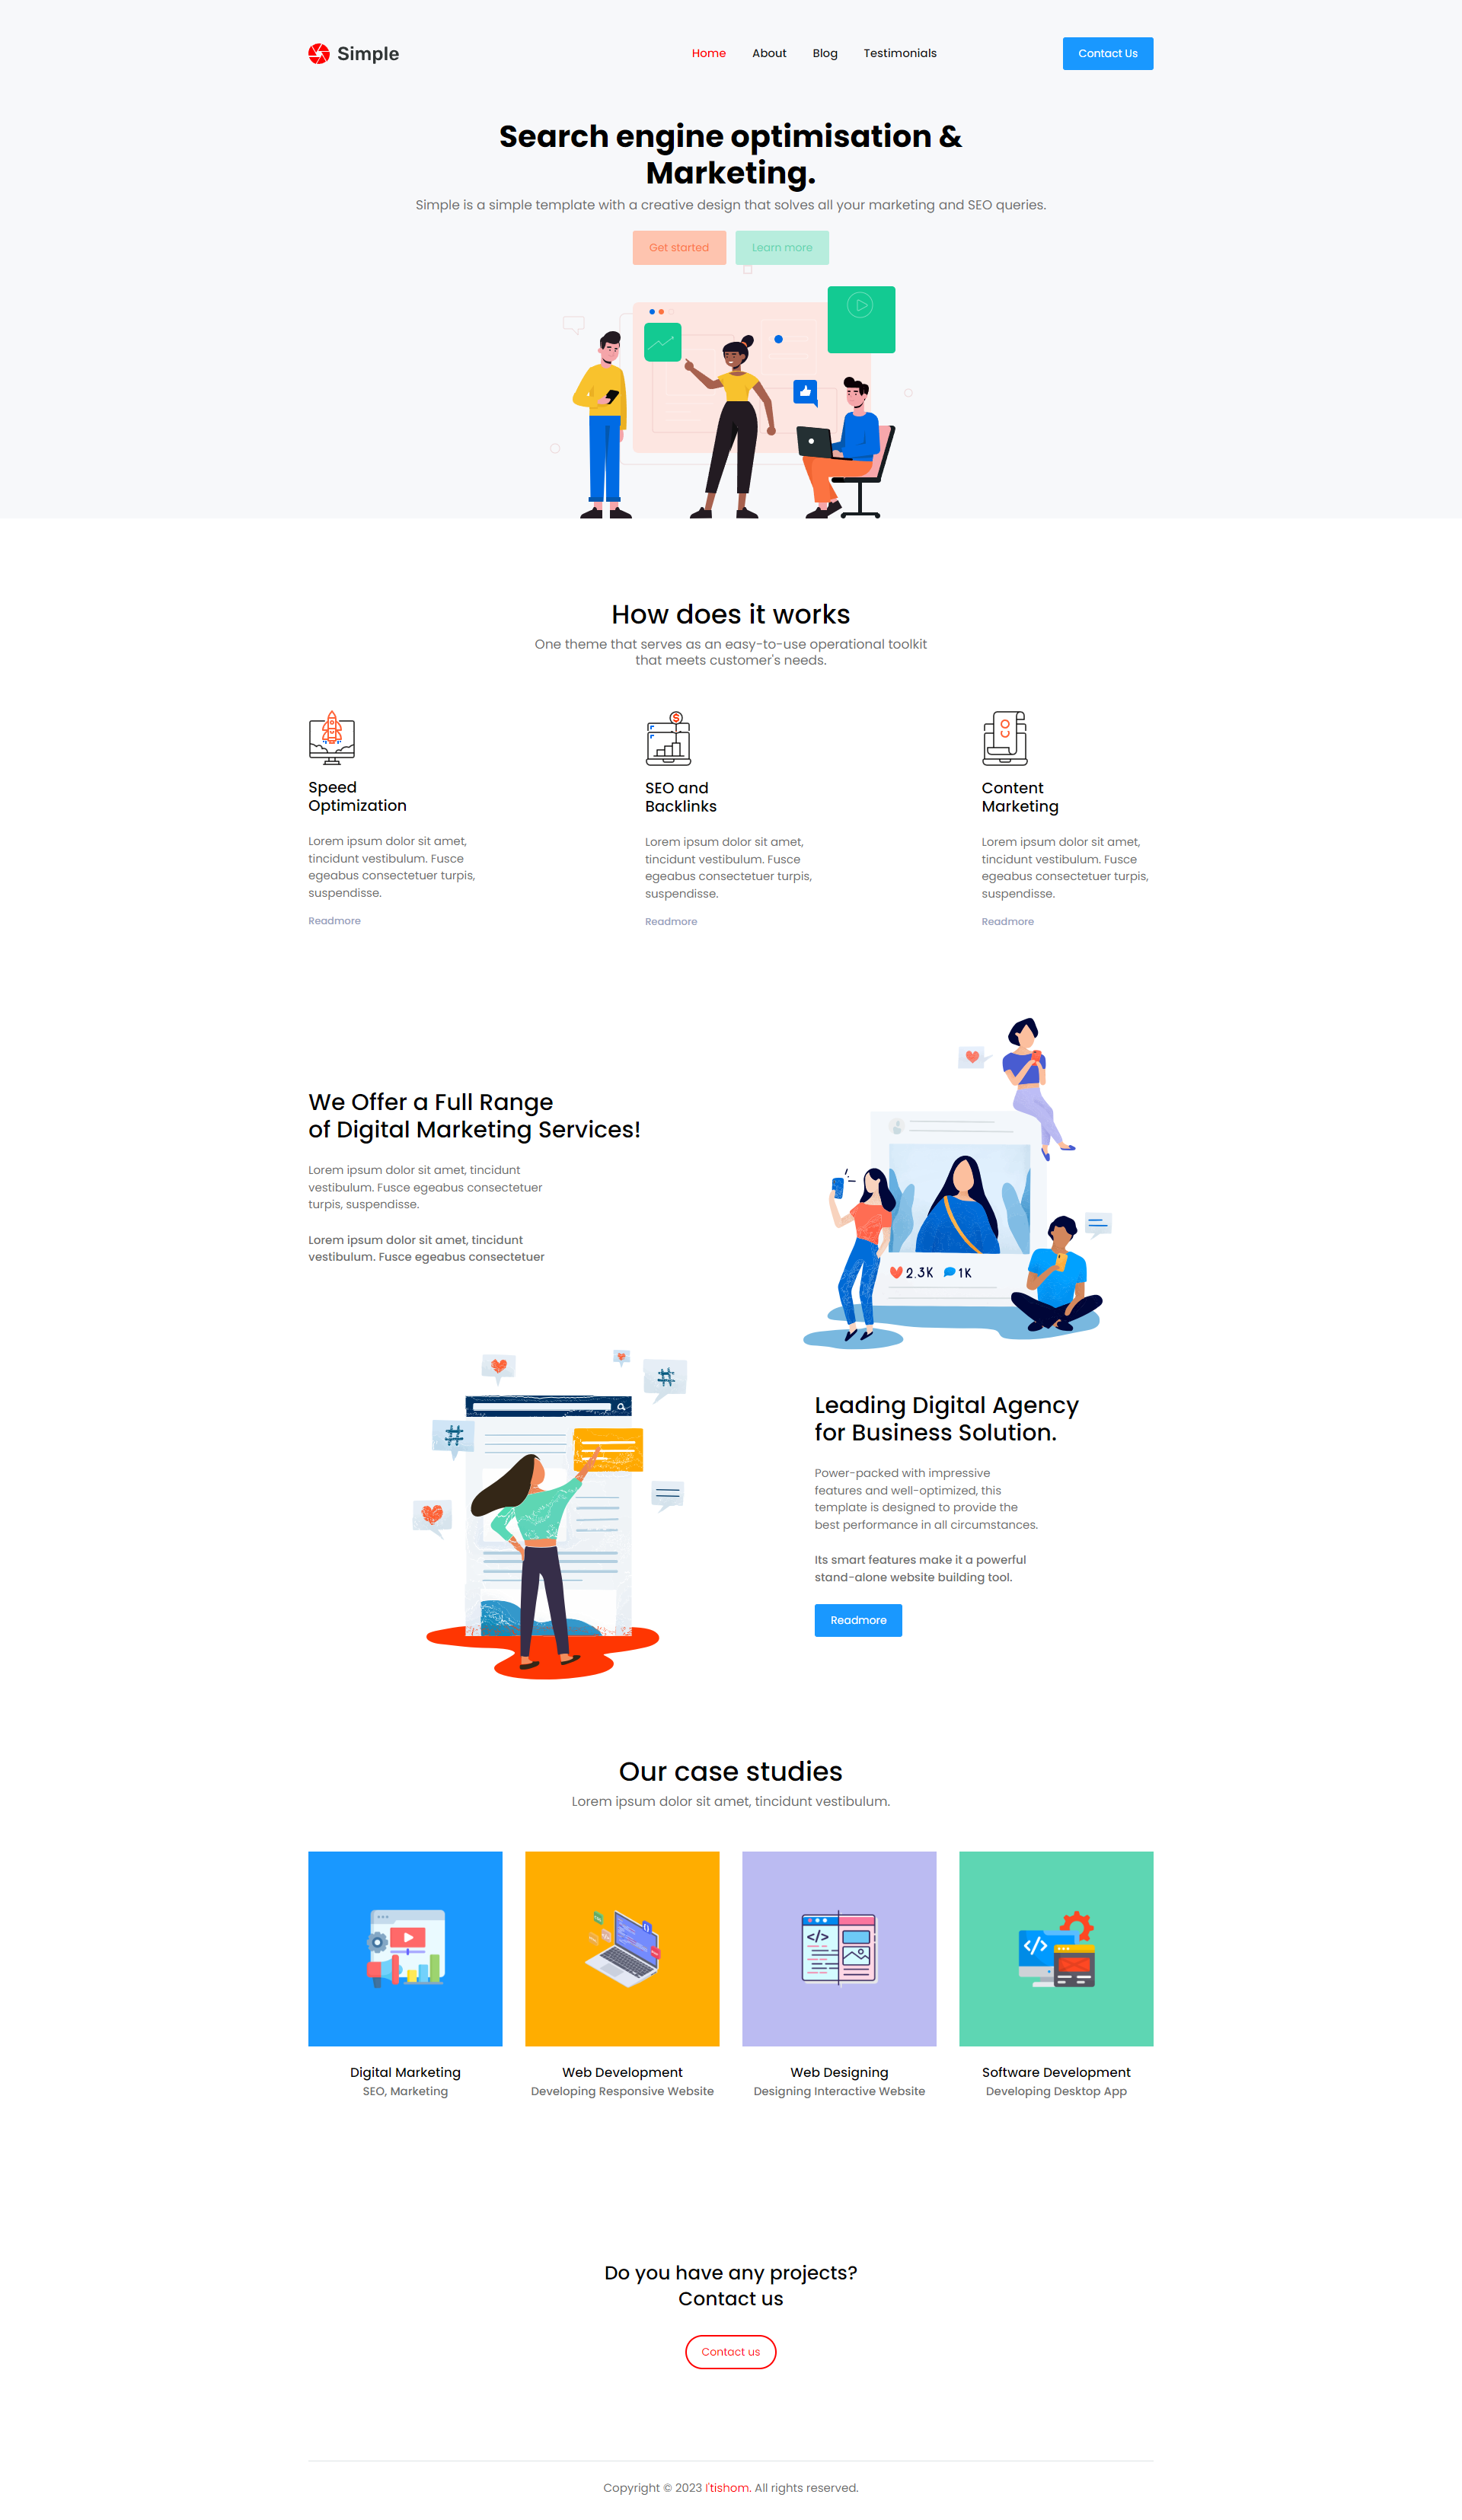 Simple
Home About Blog Testimonials
Contact Us
Search engine optimisation &
Marketing.
Simple is a simple template with a creative design that solves all your marketing and SEO queries.
Get started Learn more
How does it works
One theme that serves as an easy-to-use operational toolkit
that meets customer's needs.
Speed
Optimization
Lorem ipsum dolor sit amet,
tincidunt vestibulum. Fusce
egeabus consectetuer turpis,
suspendisse.
Readmore
SEO and
Backlinks
Lorem ipsum dolor sit amet,
tincidunt vestibulum. Fusce
egeabus consectetuer turpis,
suspendisse.
Readmore
Content
Marketing
Lorem ipsum dolor sit amet,
tincidunt vestibulum. Fusce
egeabus consectetuer turpis,
suspendisse.
Readmore
We Offer a Full Range
of Digital Marketing Services!
Lorem ipsum dolor sit amet, tincidunt
vestibulum. Fusce egeabus consectetuer
turpis, suspendisse.
Lorem ipsum dolor sit amet, tincidunt
vestibulum. Fusce egeabus consectetuer
2.3K 1K
#
#
Leading Digital Agency
for Business Solution.
Power-packed with impressive
features and well-optimized, this
template is designed to provide the
best performance in all circumstances.
Its smart features make it a powerful
stand-alone website building tool.
Readmore
Our case studies
Lorem ipsum dolor sit amet, tincidunt vestibulum.
</>
</>
Digital Marketing
SEO, Marketing
Web Development
Developing Responsive Website
Web Designing
Designing Interactive Website
Software Development
Developing Desktop App
Do you have any projects?
Contact us
Contact us
Copyright © 2023 I'tishom. All rights reserved.